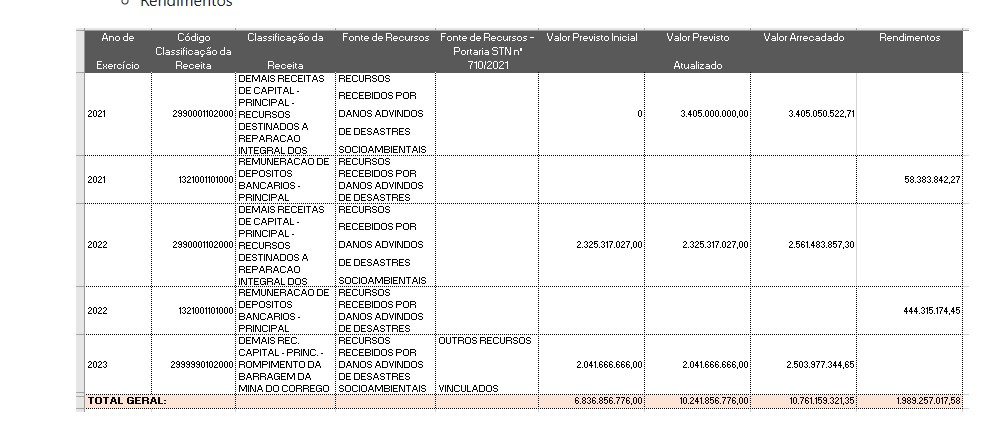 Rendimentos
Ano de Exercício	Código Classificação da Receita	Classificação da Receita	Fonte de Recursos	Fonte de Recursos - Portaria STN nº 710/2021	Valor Previsto Inicial	Valor Previsto Atualizado	Valor Arrecadado	Rendimentos
2021	2990001102000	DEMAIS RECEITAS DE CAPITAL - PRINCIPAL - RECURSOS DESTINADOS A REPARACAO INTEGRAL DOS	RECURSOS RECEBIDOS POR DANOS ADVINDOS DE DESASTRES SOCIOAMBIENTAIS	0	3.405.000.000,00	3.405.050.522,71
2021	1321001101000	REMUNERACAO DE DEPOSITOS BANCARIOS - PRINCIPAL	RECURSOS RECEBIDOS POR DANOS ADVINDOS DE DESASTRES	58.383.842,27
2022	2990001102000	DEMAIS RECEITAS DE CAPITAL - PRINCIPAL - RECURSOS DESTINADOS A REPARACAO INTEGRAL DOS	RECURSOS RECEBIDOS POR DANOS ADVINDOS DE DESASTRES SOCIOAMBIENTAIS	2.325.317.027,00	2.325.317.027,00	2.561.483.857,30
2022	1321001101000	REMUNERACAO DE DEPOSITOS BANCARIOS - PRINCIPAL	RECURSOS RECEBIDOS POR DANOS ADVINDOS DE DESASTRES	444.315.174,45
2023	2999990102000	DEMAIS REC. CAPITAL - PRINC. - ROMPIMENTO DA BARRAGEM DA MINA DO CORREGO	RECURSOS RECEBIDOS POR DANOS ADVINDOS DE DESASTRES SOCIOAMBIENTAIS	OUTROS RECURSOS VINCULADOS	2.041.666.666,00	2.041.666.666,00	2.503.977.344,65
TOTAL GERAL:	6.836.856.776,00	10.241.856.776,00	10.761.159.321,35	1.989.257.017,58